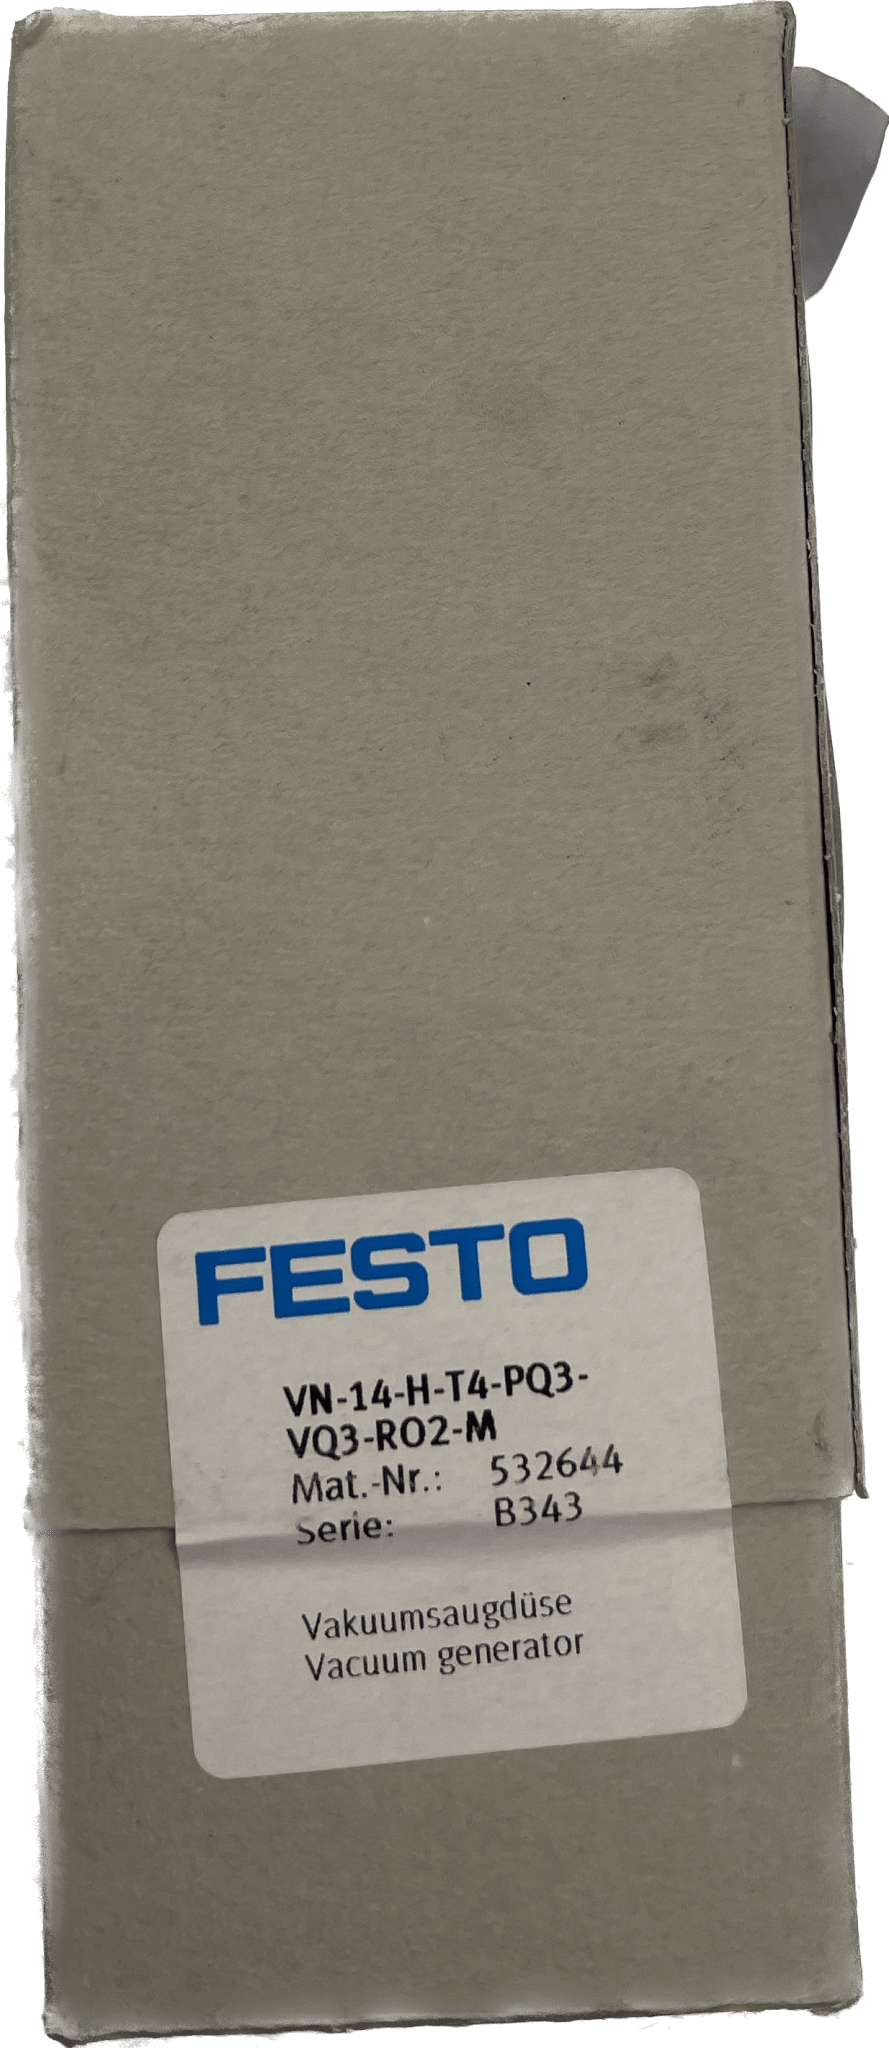 FESTO
VN-14-H-T4-PQ3-
VQ3-RO2-M
Mat.-Nr.: 532644
Serie: B343
Vakuumsaugdüse
Vacuum generator